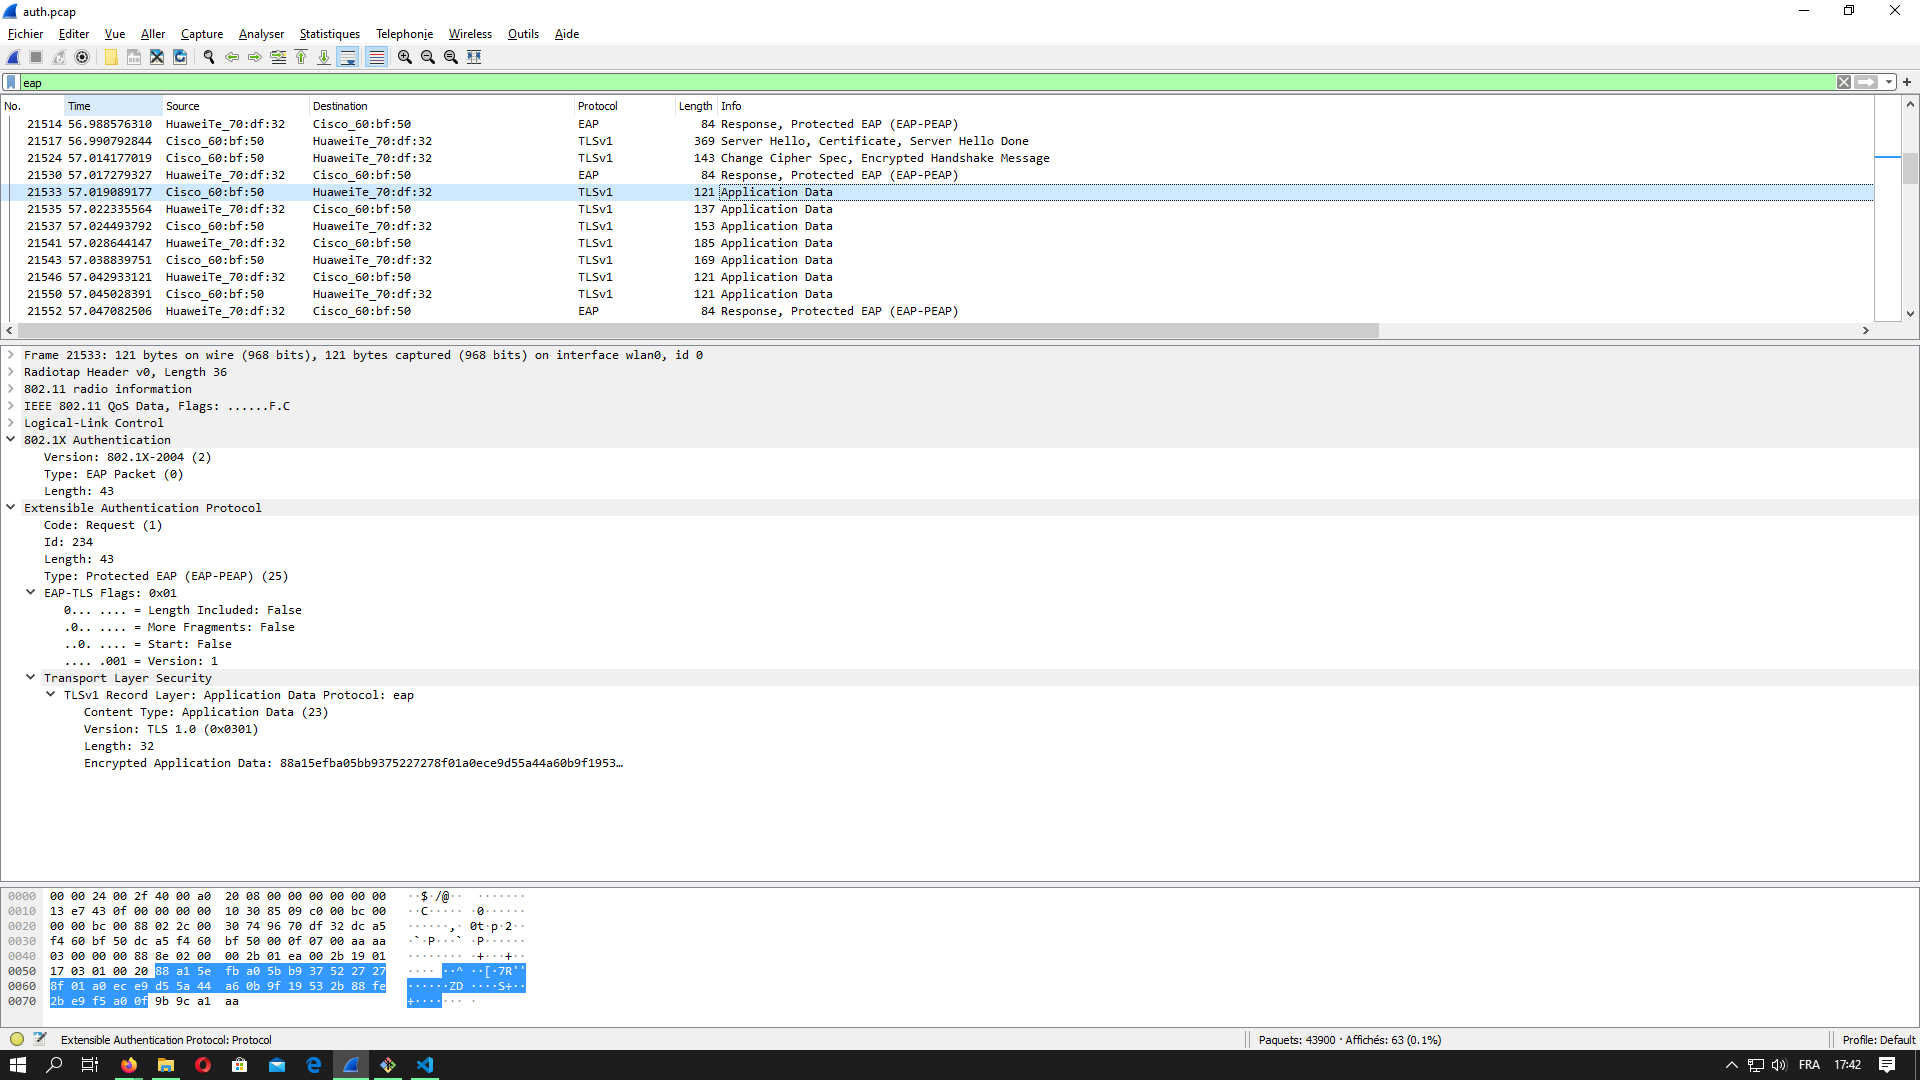 auth.pcap
Fichier Editer Vue Aller Capture Analyser Statistiques Telephonie Wireless Outils Aide
eap
No. Time Source Destination Protocol Length Info
21514 56.988576310 HuaweiTe_70:df:32 Cisco_60:bf:50 EAP 84 Response, Protected EAP (EAP-PEAP)
21517 56.990792844 Cisco_60:bf:50 HuaweiTe_70:df:32 TLSv1 369 Server Hello, Certificate, Server Hello Done
21524 57.014177019 Cisco_60:bf:50 HuaweiTe_70:df:32 TLSv1 143 Change Cipher Spec, Encrypted Handshake Message
21530 57.017279327 HuaweiTe_70:df:32 Cisco_60:bf:50 EAP 84 Response, Protected EAP (EAP-PEAP)
21533 57.019089177 Cisco_60:bf:50 HuaweiTe_70:df:32 TLSv1 121 Application Data
21535 57.022335564 HuaweiTe_70:df:32 Cisco_60:bf:50 TLSv1 137 Application Data
21537 57.024493792 Cisco_60:bf:50 HuaweiTe_70:df:32 TLSv1 153 Application Data
21541 57.028644147 HuaweiTe_70:df:32 Cisco_60:bf:50 TLSv1 185 Application Data
21543 57.038839751 Cisco_60:bf:50 HuaweiTe_70:df:32 TLSv1 169 Application Data
21546 57.042933121 HuaweiTe_70:df:32 Cisco_60:bf:50 TLSv1 121 Application Data
21550 57.045028391 Cisco_60:bf:50 HuaweiTe_70:df:32 TLSv1 121 Application Data
21552 57.047082506 HuaweiTe_70:df:32 Cisco_60:bf:50 EAP 84 Response, Protected EAP (EAP-PEAP)
Frame 21533: 121 bytes on wire (968 bits), 121 bytes captured (968 bits) on interface wlan0, id 0
Radiotap Header v0, Length 36
802.11 radio information
IEEE 802.11 QoS Data, Flags: ......F.C
Logical-Link Control
802.1X Authentication
Version: 802.1X-2004 (2)
Type: EAP Packet (0)
Length: 43
Extensible Authentication Protocol
Code: Request (1)
Id: 234
Length: 43
Type: Protected EAP (EAP-PEAP) (25)
EAP-TLS Flags: 0x01
0... .... = Length Included: False
.0.. .... = More Fragments: False
..0. .... = Start: False
.... .001 = Version: 1
Transport Layer Security
TLSv1 Record Layer: Application Data Protocol: eap
Content Type: Application Data (23)
Version: TLS 1.0 (0x0301)
Length: 32
Encrypted Application Data: 88a15efba05bb9375227278f01a0ece9d55a44a60b9f1953…
0000 00 00 24 00 2f 40 00 a0 20 08 00 00 00 00 00 00 ··$·/@·· ·······
0010 13 e7 43 0f 00 00 00 00 10 30 85 09 c0 00 bc 00 ··C····· ·0······
0020 00 00 bc 00 88 02 2c 00 30 74 96 70 df 32 dc a5 ······,· 0t·p·2··
0030 f4 60 bf 50 dc a5 f4 60 bf 50 00 0f 07 00 aa aa ·`·P···` ·P······
0040 03 00 00 00 88 8e 02 00 00 2b 01 ea 00 2b 19 01 ········ ·+···+··
0050 17 03 01 00 20 88 a1 5e fb a0 5b b9 37 52 27 27 ···· ··^ ··[·7R''
0060 8f 01 a0 ec e9 d5 5a 44 a6 0b 9f 19 53 2b 88 fe ······ZD ····S+··
0070 2b e9 f5 a0 0f 9b 9c a1 aa +······· ·
Extensible Authentication Protocol: Protocol Paquets: 43900 · Affichés: 63 (0.1%) Profile: Default
FRA 17:42